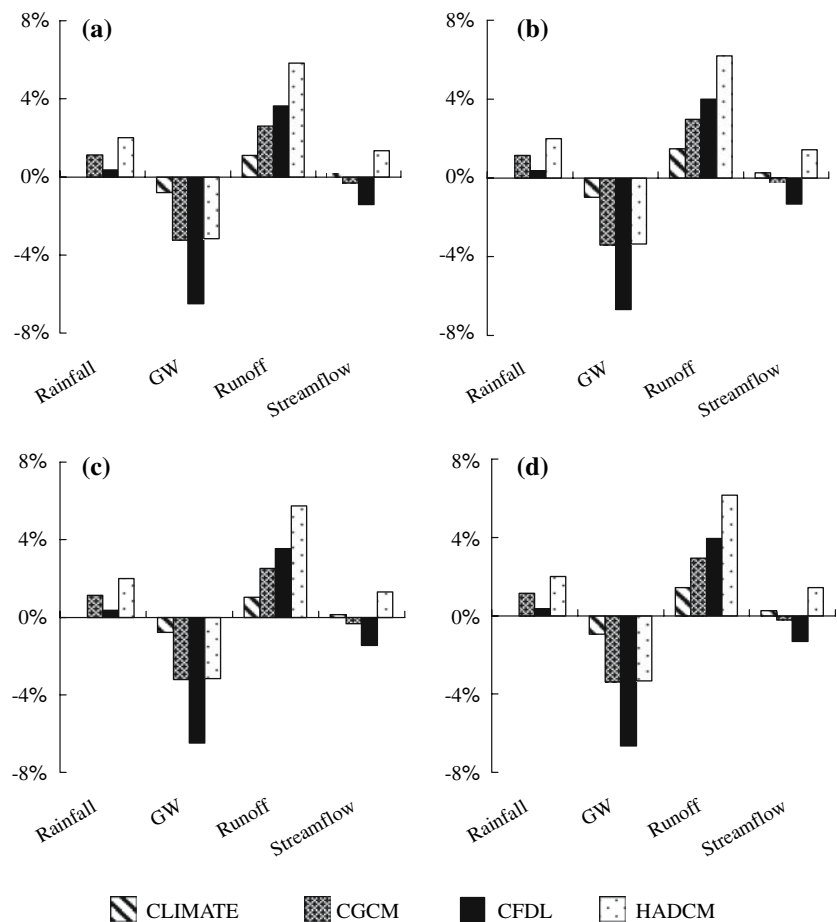 (a)
8%
4%
0%
-4%
-8%
Rainfall
GW
Runoff
Streamflow
(b)
8%
4%
0%
-4%
-8%
Rainfall
GW
Runoff
Streamflow
(c)
8%
4%
0%
-4%
-8%
Rainfall
GW
Runoff
Streamflow
(d)
8%
4%
0%
-4%
-8%
Rainfall
GW
Runoff
Streamflow
CLIMATE CGCM CFDL HADCM